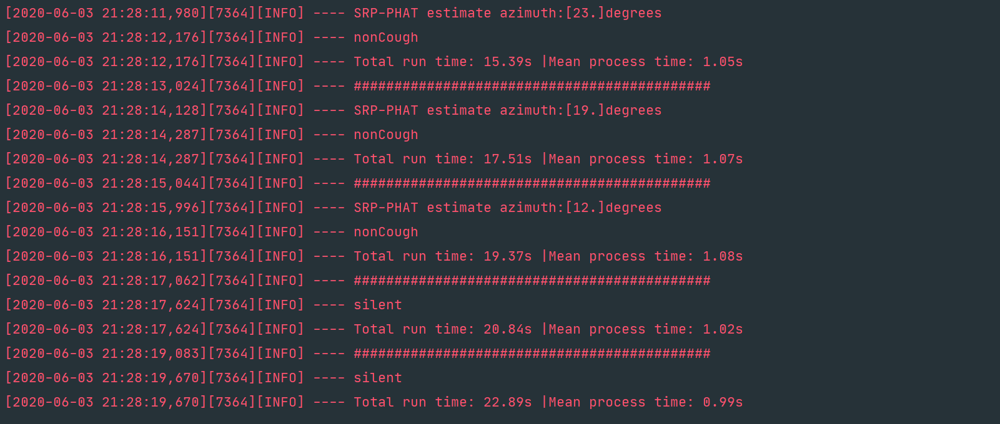 [2020-06-03 21:28:11,980][7364][INFO] ---- SRP-PHAT estimate azimuth:[23.]degrees
[2020-06-03 21:28:12,176][7364][INFO] ---- nonCough
[2020-06-03 21:28:12,176][7364][INFO] ---- Total run time: 15.39s |Mean process time: 1.05s
[2020-06-03 21:28:13,024][7364][INFO] ---- ############################################
[2020-06-03 21:28:14,128][7364][INFO] ---- SRP-PHAT estimate azimuth:[19.]degrees
[2020-06-03 21:28:14,287][7364][INFO] ---- nonCough
[2020-06-03 21:28:14,287][7364][INFO] ---- Total run time: 17.51s |Mean process time: 1.07s
[2020-06-03 21:28:15,044][7364][INFO] ---- ############################################
[2020-06-03 21:28:15,996][7364][INFO] ---- SRP-PHAT estimate azimuth:[12.]degrees
[2020-06-03 21:28:16,151][7364][INFO] ---- nonCough
[2020-06-03 21:28:16,151][7364][INFO] ---- Total run time: 19.37s |Mean process time: 1.08s
[2020-06-03 21:28:17,062][7364][INFO] ---- ############################################
[2020-06-03 21:28:17,624][7364][INFO] ---- silent
[2020-06-03 21:28:17,624][7364][INFO] ---- Total run time: 20.84s |Mean process time: 1.02s
[2020-06-03 21:28:19,083][7364][INFO] ---- ############################################
[2020-06-03 21:28:19,670][7364][INFO] ---- silent
[2020-06-03 21:28:19,670][7364][INFO] ---- Total run time: 22.89s |Mean process time: 0.99s